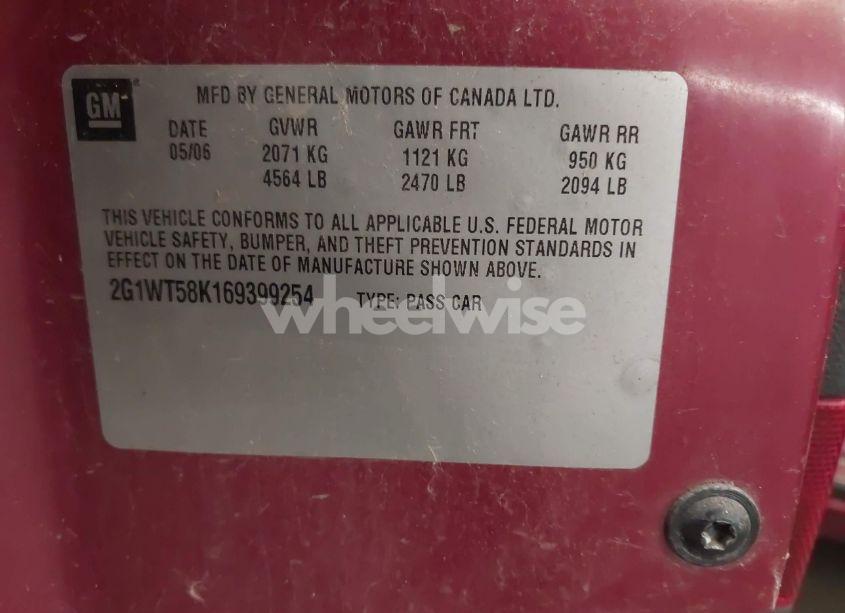 GM
MFD BY GENERAL MOTORS OF CANADA LTD.
DATE GVWR GAWR FRT GAWR RR
05/06 2071 KG 1121 KG 950 KG
4564 LB 2470 LB 2094 LB
THIS VEHICLE CONFORMS TO ALL APPLICABLE U.S. FEDERAL MOTOR
VEHICLE SAFETY, BUMPER, AND THEFT PREVENTION STANDARDS IN
EFFECT ON THE DATE OF MANUFACTURE SHOWN ABOVE.
2G1WT58K169399254 TYPE: PASS CAR
wheelwise